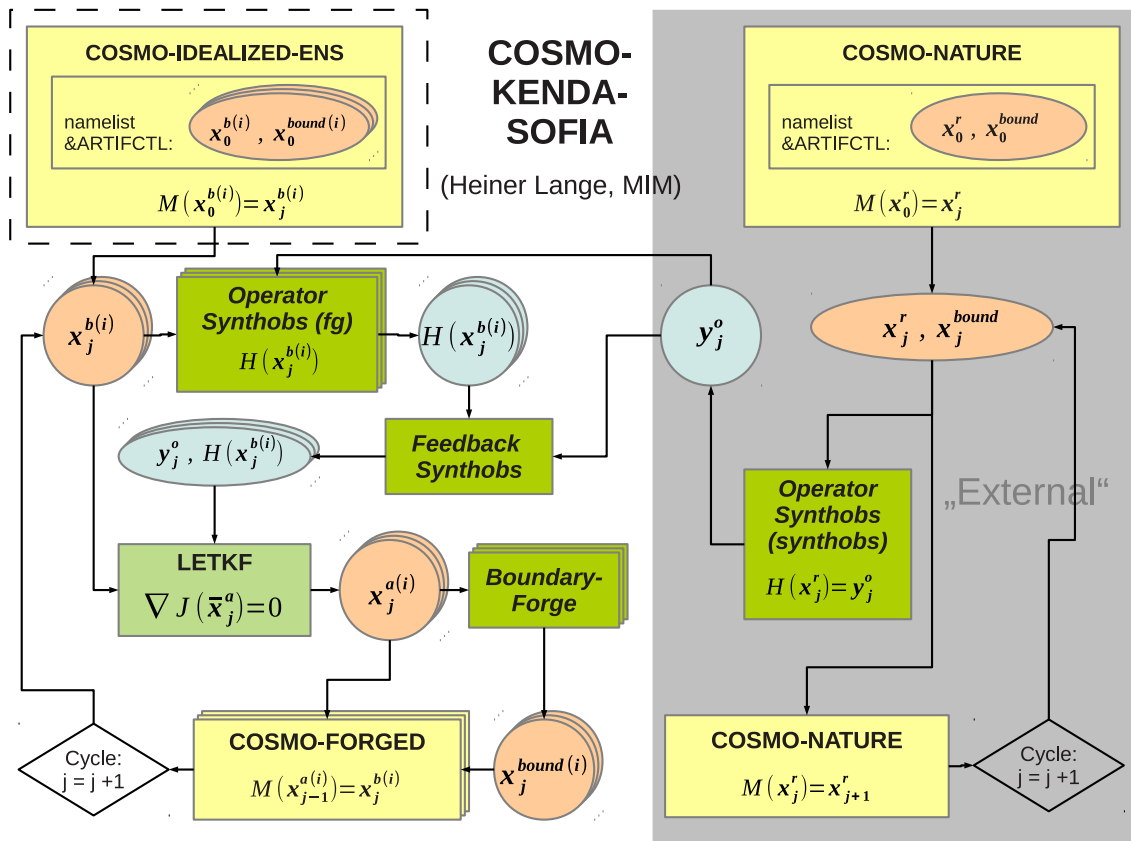 COSMO-IDEALIZED-ENS
namelist
&ARTIFCTL:
x_0^{b(i)} , x_0^{bound(i)}
M(x_0^{b(i)})=x_j^{b(i)}
COSMO-
KENDA-
SOFIA
(Heiner Lange, MIM)
COSMO-NATURE
namelist
&ARTIFCTL:
x_0^r , x_0^{bound}
M(x_0^r)=x_j^r
x_j^{b(i)}
Operator
Synthobs (fg)
H(x_j^{b(i)})
H(x_j^{b(i)})
y_j^o
x_j^r , x_j^{bound}
y_j^o , H(x_j^{b(i)})
Feedback
Synthobs
Operator
Synthobs
(synthobs)
H(x_j^r)=y_j^o
„External“
LETKF
∇ J(x̄_j^a)=0
x_j^{a(i)}
Boundary-
Forge
Cycle:
j = j +1
COSMO-FORGED
M(x_{j-1}^{a(i)})=x_j^{b(i)}
x_j^{bound(i)}
COSMO-NATURE
M(x_j^r)=x_{j+1}^r
Cycle:
j = j +1